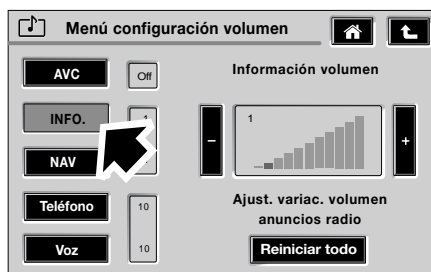 Menú configuración volumen
AVC
Off
Información volumen
INFO.
1
1
-
+
NAV
Teléfono
10
Ajust. variac. volumen
anuncios radio
Voz
10
Reiniciar todo